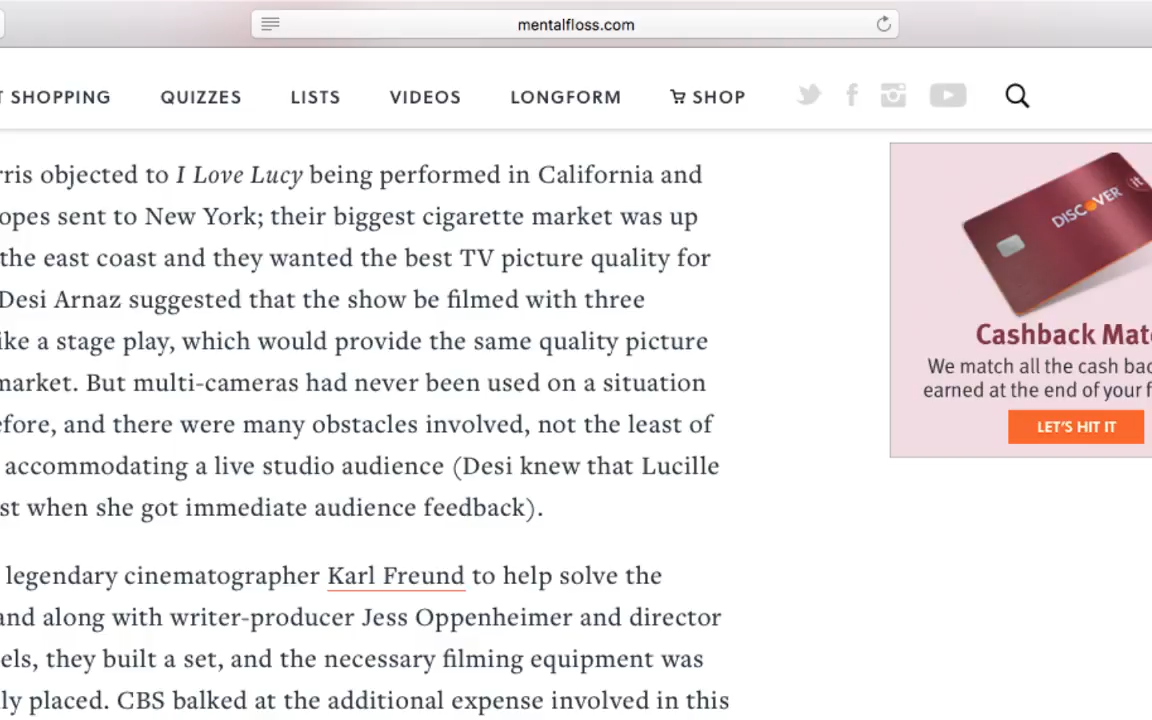 mentalfloss.com
T SHOPPING QUIZZES LISTS VIDEOS LONGFORM SHOP
rris objected to I Love Lucy being performed in California and
opes sent to New York; their biggest cigarette market was up
the east coast and they wanted the best TV picture quality for
Desi Arnaz suggested that the show be filmed with three
ike a stage play, which would provide the same quality picture
market. But multi-cameras had never been used on a situation
efore, and there were many obstacles involved, not the least of
accommodating a live studio audience (Desi knew that Lucille
st when she got immediate audience feedback).
legendary cinematographer Karl Freund to help solve the
and along with writer-producer Jess Oppenheimer and director
els, they built a set, and the necessary filming equipment was
ly placed. CBS balked at the additional expense involved in this
DISCOVER it
Cashback Mat
We match all the cash bac
earned at the end of your f
LET'S HIT IT